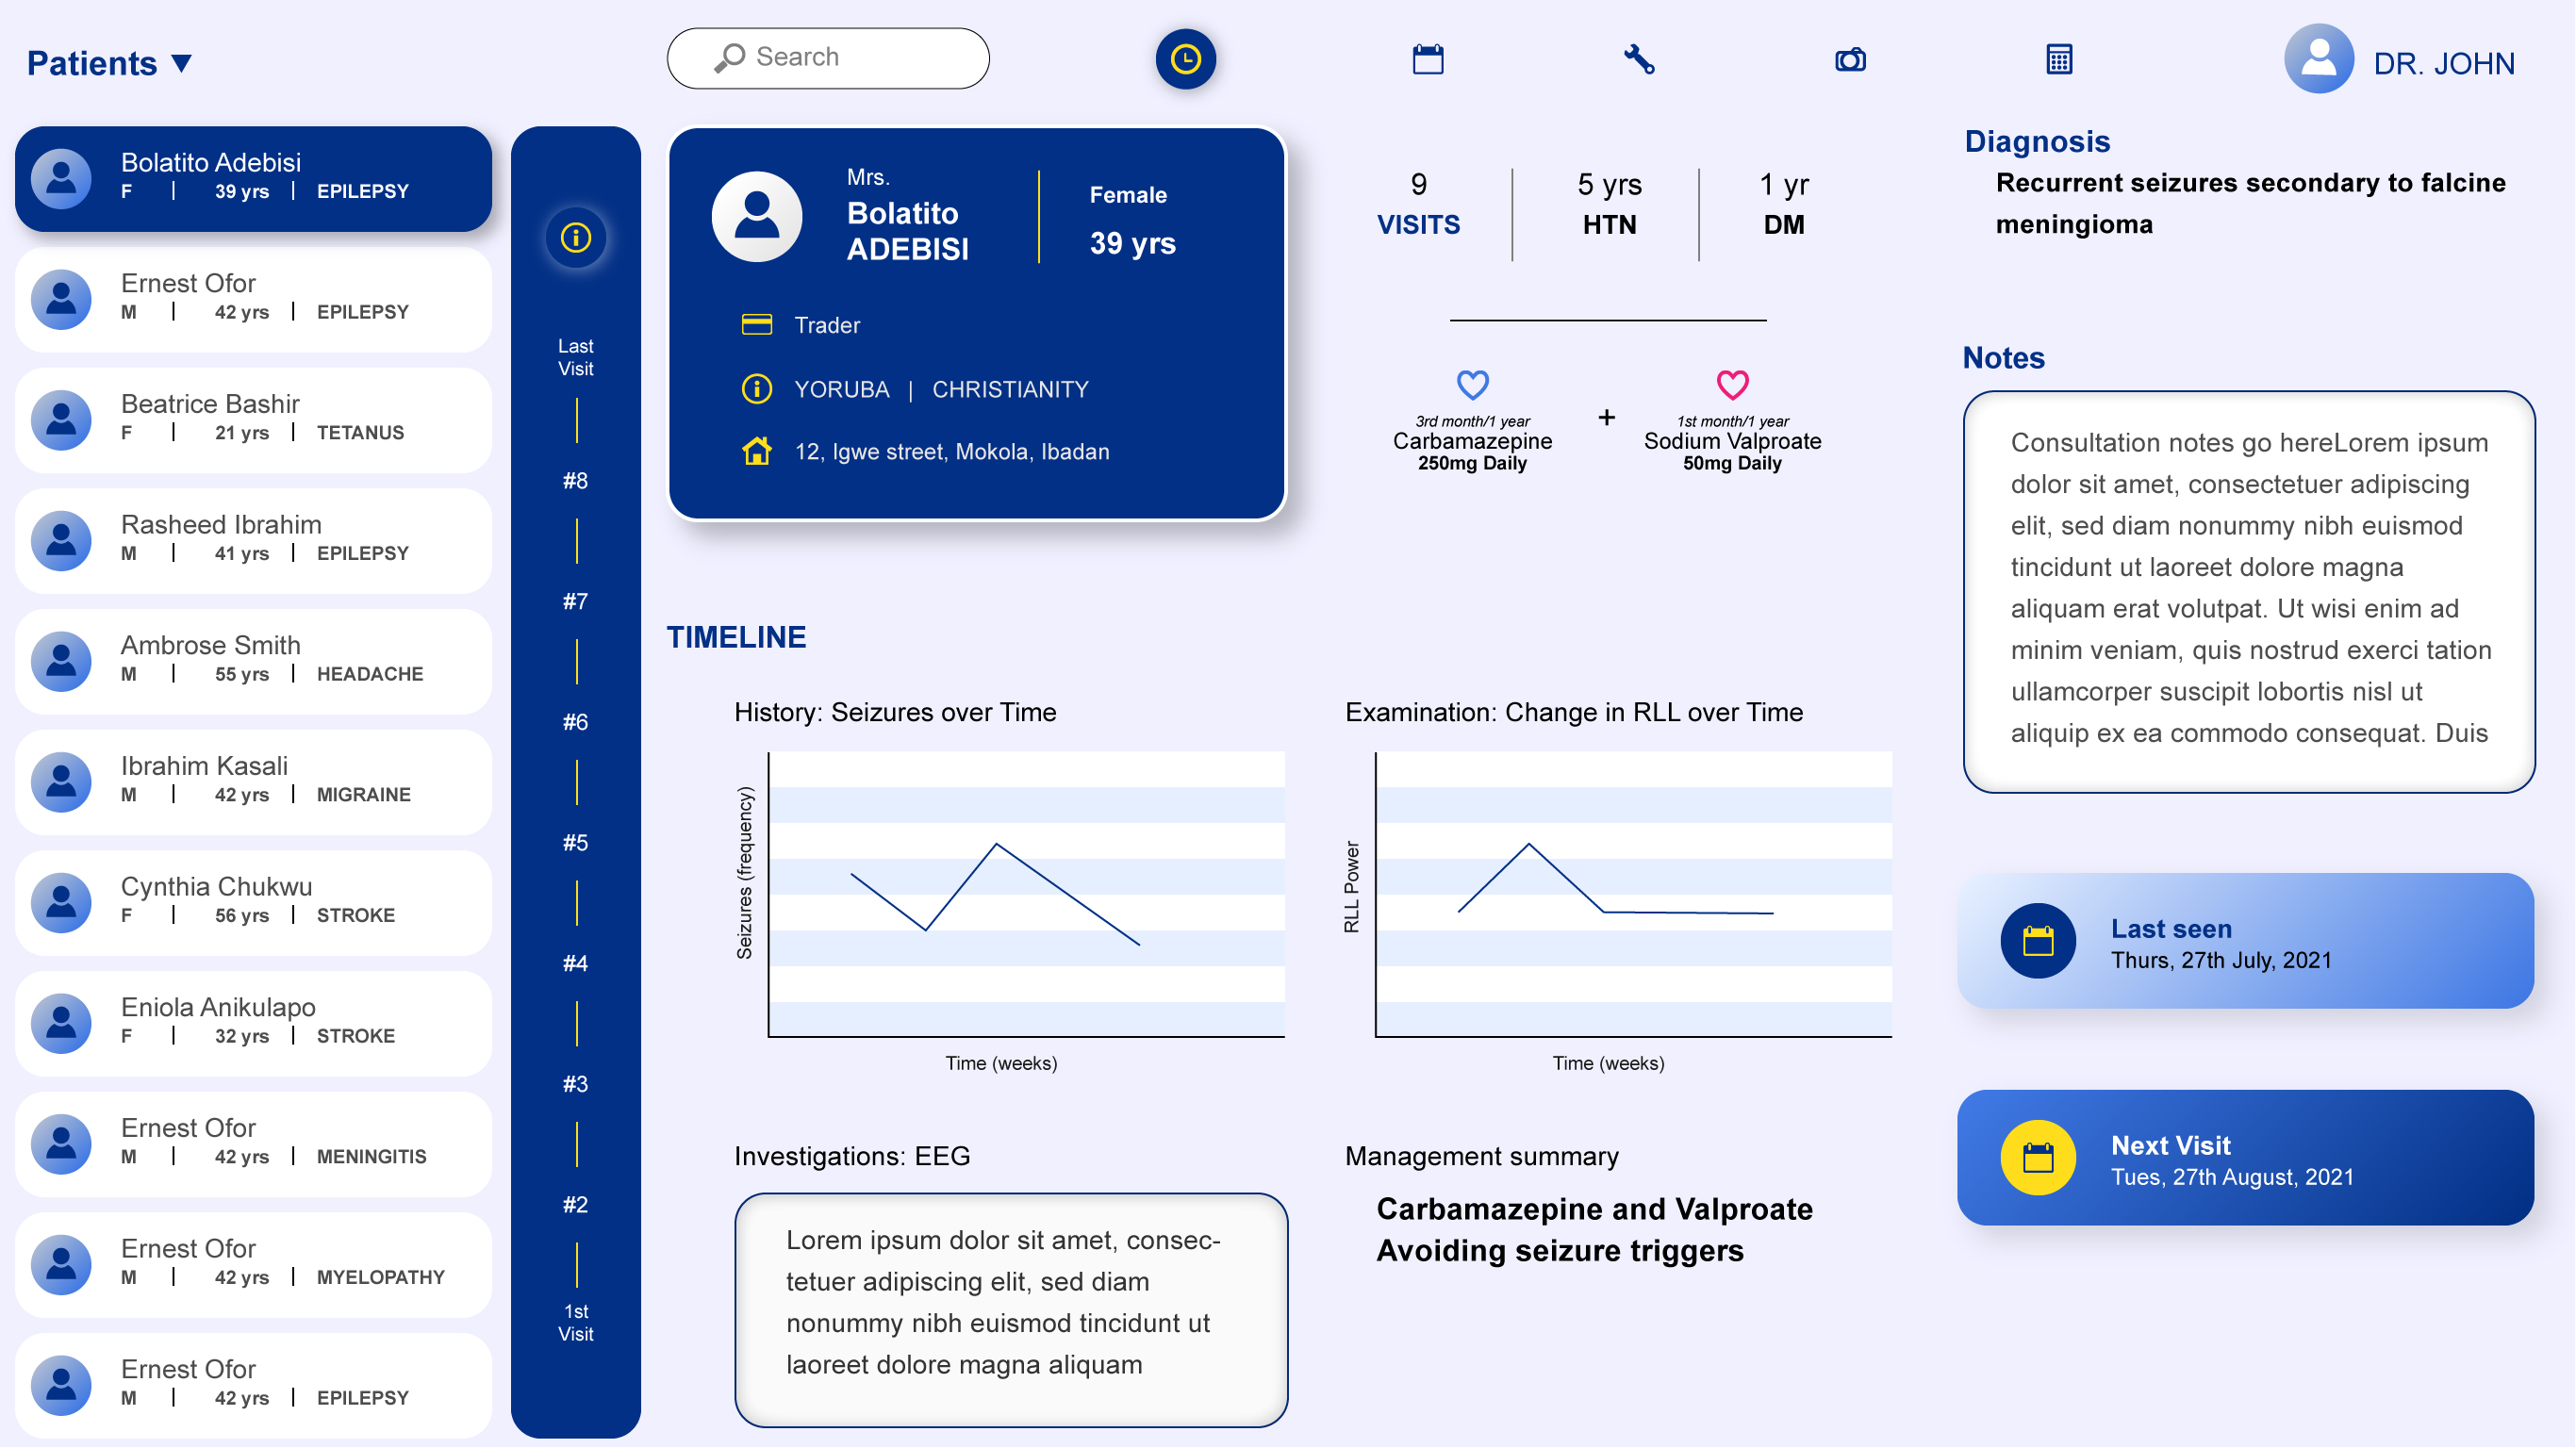 Patients
Search
DR. JOHN
Bolatito Adebisi
F | 39 yrs | EPILEPSY
Ernest Ofor
M | 42 yrs | EPILEPSY
Beatrice Bashir
F | 21 yrs | TETANUS
Rasheed Ibrahim
M | 41 yrs | EPILEPSY
Ambrose Smith
M | 55 yrs | HEADACHE
Ibrahim Kasali
M | 42 yrs | MIGRAINE
Cynthia Chukwu
F | 56 yrs | STROKE
Eniola Anikulapo
F | 32 yrs | STROKE
Ernest Ofor
M | 42 yrs | MENINGITIS
Ernest Ofor
M | 42 yrs | MYELOPATHY
Ernest Ofor
M | 42 yrs | EPILEPSY
Last
Visit
#8
#7
#6
#5
#4
#3
#2
1st
Visit
Mrs.
Bolatito
ADEBISI
Female
39 yrs
Trader
YORUBA | CHRISTIANITY
12, Igwe street, Mokola, Ibadan
9
VISITS
5 yrs
HTN
1 yr
DM
3rd month/1 year
Carbamazepine
250mg Daily
+
1st month/1 year
Sodium Valproate
50mg Daily
TIMELINE
History: Seizures over Time
Seizures (frequency)
Time (weeks)
Examination: Change in RLL over Time
RLL Power
Time (weeks)
Investigations: EEG
Lorem ipsum dolor sit amet, consec-
tetuer adipiscing elit, sed diam
nonummy nibh euismod tincidunt ut
laoreet dolore magna aliquam
Management summary
Carbamazepine and Valproate
Avoiding seizure triggers
Diagnosis
Recurrent seizures secondary to falcine
meningioma
Notes
Consultation notes go hereLorem ipsum
dolor sit amet, consectetuer adipiscing
elit, sed diam nonummy nibh euismod
tincidunt ut laoreet dolore magna
aliquam erat volutpat. Ut wisi enim ad
minim veniam, quis nostrud exerci tation
ullamcorper suscipit lobortis nisl ut
aliquip ex ea commodo consequat. Duis
Last seen
Thurs, 27th July, 2021
Next Visit
Tues, 27th August, 2021